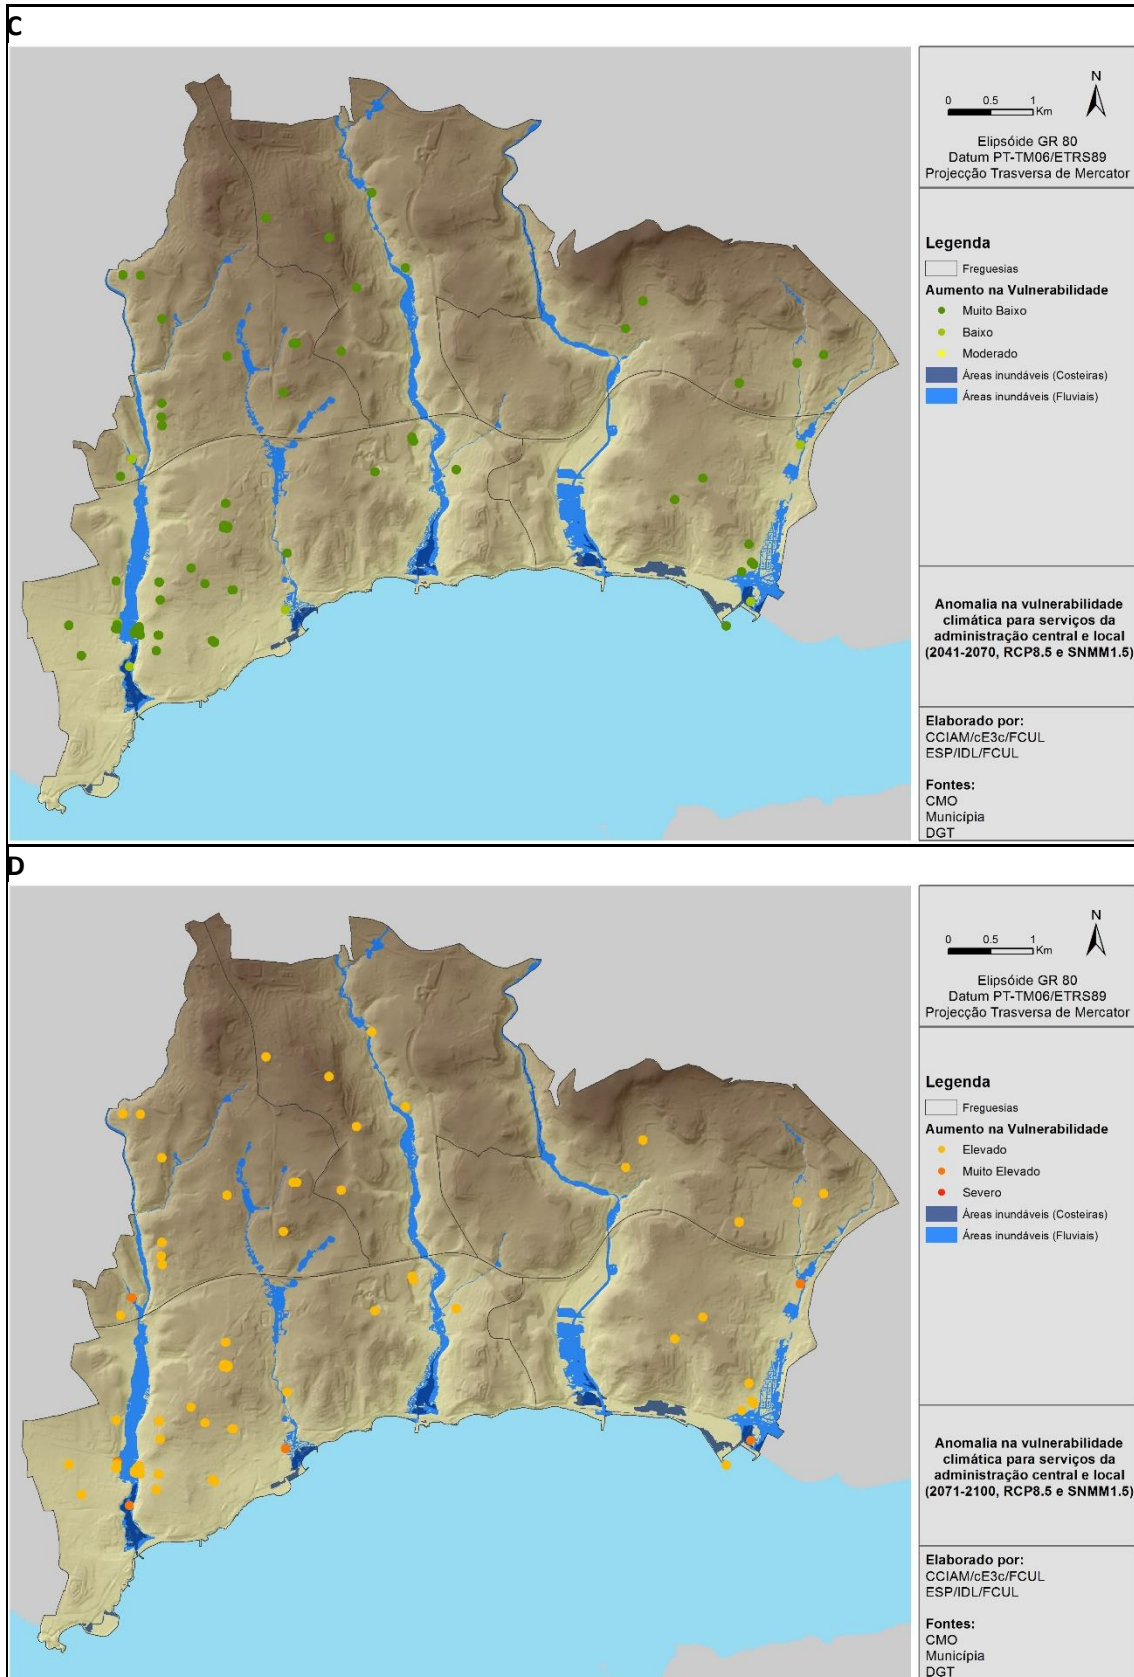 C
N
0 0.5 1
Km
Elipsóide GR 80
Datum PT-TM06/ETRS89
Projecção Trasversa de Mercator
Legenda
Freguesias
Aumento na Vulnerabilidade
Muito Baixo
Baixo
Moderado
Áreas inundáveis (Costeiras)
Áreas inundáveis (Fluviais)
Anomalia na vulnerabilidade
climática para serviços da
administração central e local
(2041-2070, RCP8.5 e SNMM1.5)
Elaborado por:
CCIAM/cE3c/FCUL
ESP/IDL/FCUL
Fontes:
CMO
Municípia
DGT
D
N
0 0.5 1
Km
Elipsóide GR 80
Datum PT-TM06/ETRS89
Projecção Trasversa de Mercator
Legenda
Freguesias
Aumento na Vulnerabilidade
Elevado
Muito Elevado
Severo
Áreas inundáveis (Costeiras)
Áreas inundáveis (Fluviais)
Anomalia na vulnerabilidade
climática para serviços da
administração central e local
(2071-2100, RCP8.5 e SNMM1.5)
Elaborado por:
CCIAM/cE3c/FCUL
ESP/IDL/FCUL
Fontes:
CMO
Municípia
DGT